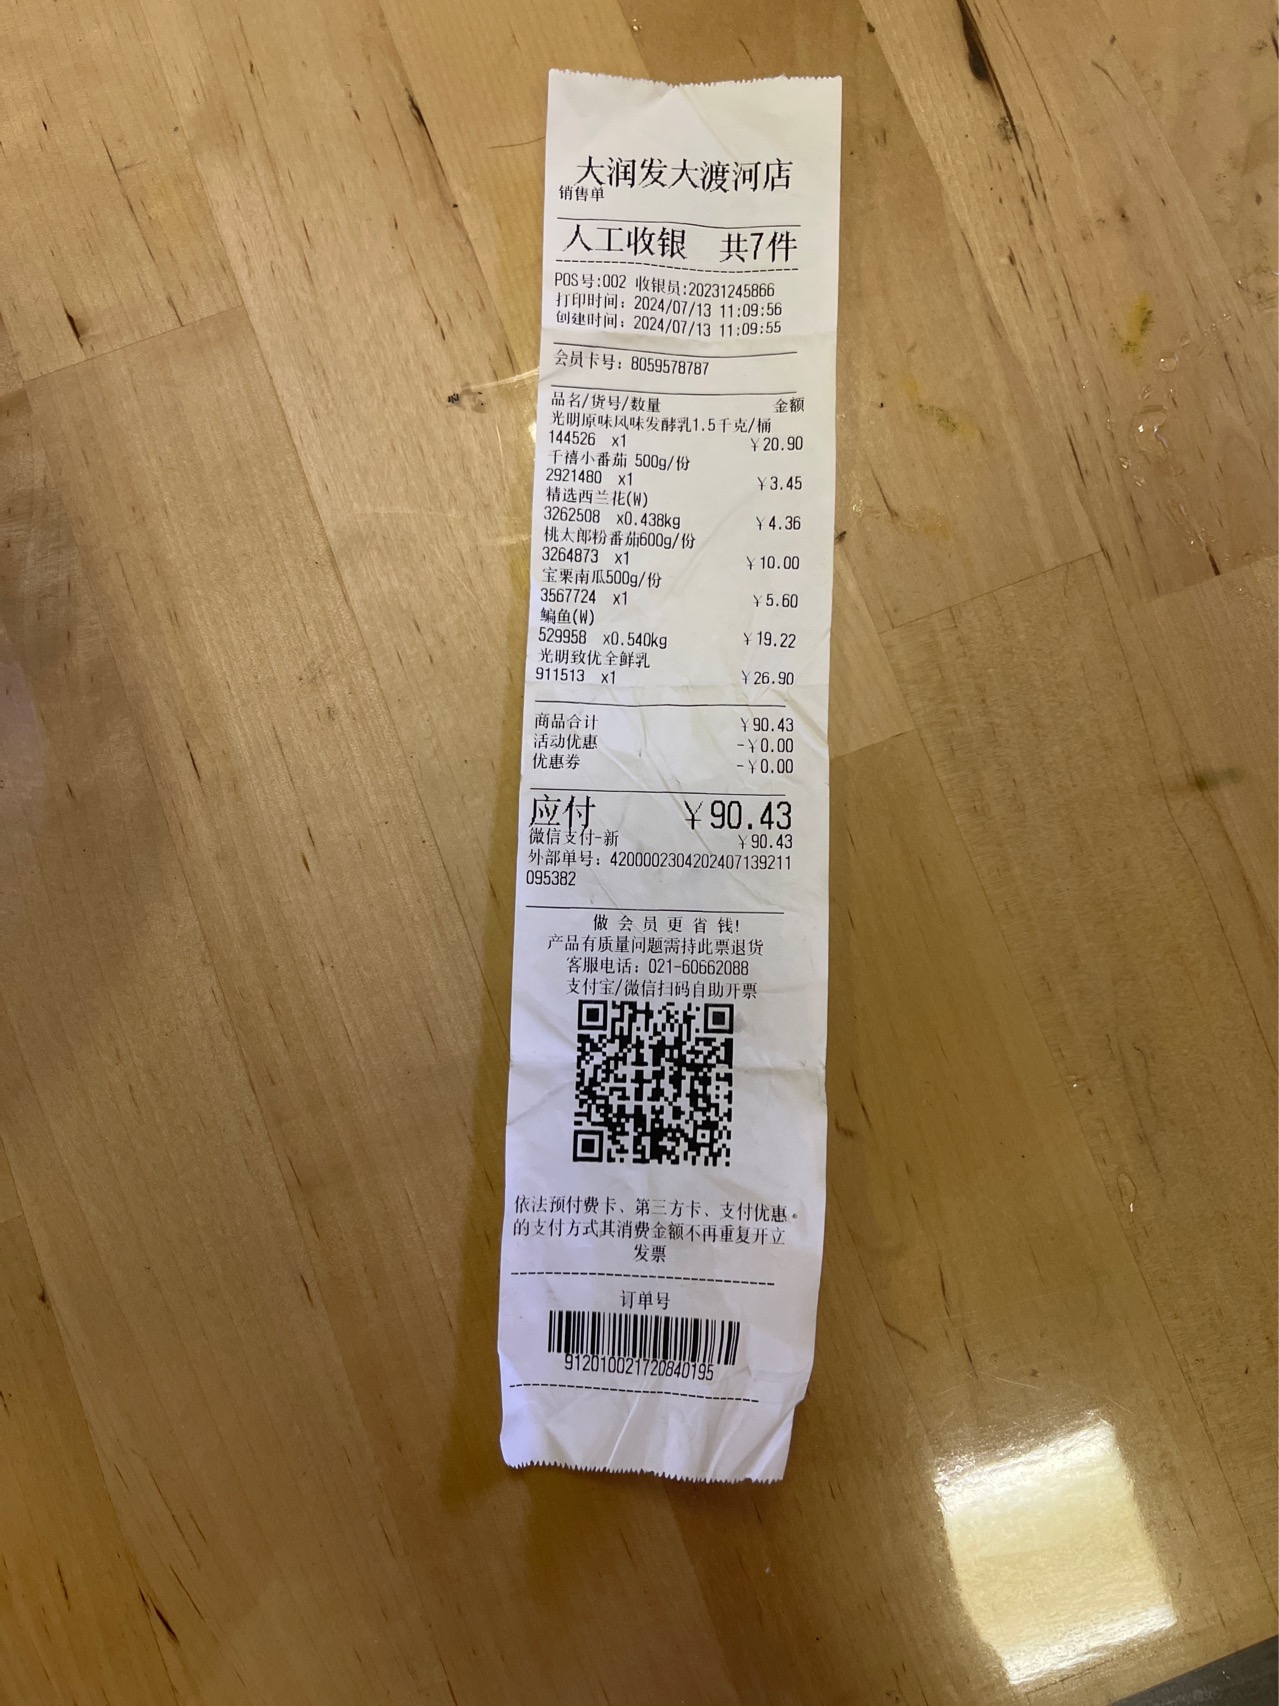 大润发大渡河店
销售单
人工收银 共7件
POS号:002 收银员:20231245866
打印时间: 2024/07/13 11:09:56
创建时间: 2024/07/13 11:09:55
会员卡号: 8059578787
品名/货号/数量 金额
光明原味风味发酵乳1.5千克/桶
144526 x1 ￥20.90
千禧小番茄 500g/份
2921480 x1 ￥3.45
精选西兰花(W)
3262508 x0.438kg ￥4.36
桃太郎粉番茄600g/份
3264873 x1 ￥10.00
宝栗南瓜500g/份
3567724 x1 ￥5.60
鳊鱼(W)
529958 x0.540kg ￥19.22
光明致优全鲜乳
911513 x1 ￥26.90
商品合计 ￥90.43
活动优惠 -￥0.00
优惠券 -￥0.00
应付 ￥90.43
微信支付-新 ￥90.43
外部单号: 4200002304202407139211
095382
做会员更省钱!
产品有质量问题需持此票退货
客服电话: 021-60662088
支付宝/微信扫码自助开票
依法预付费卡、第三方卡、支付优惠
的支付方式其消费金额不再重复开立
发票
订单号
912010021720840195